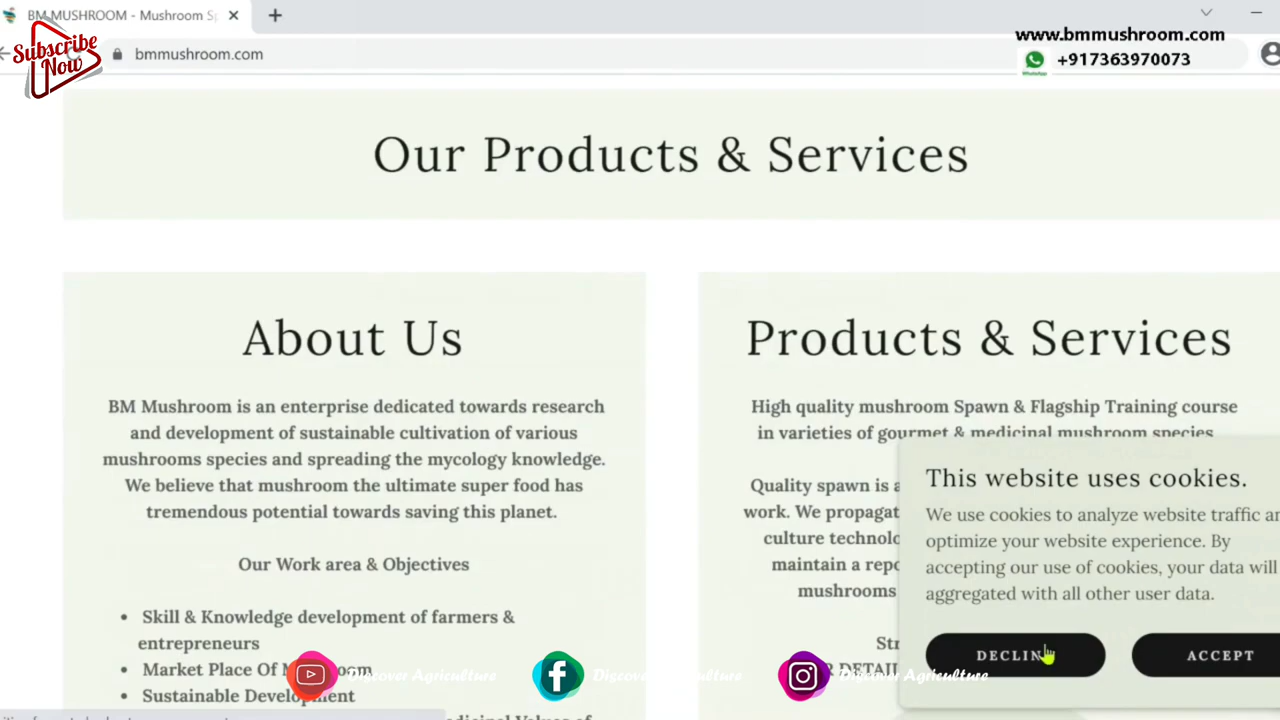 BM MUSHROOM - Mushroom Sp
Subscribe
Now
bmmushroom.com
www.bmmushroom.com
WhatsApp
+917363970073
Our Products & Services
About Us
BM Mushroom is an enterprise dedicated towards research
and development of sustainable cultivation of various
mushrooms species and spreading the mycology knowledge.
We believe that mushroom the ultimate super food has
tremendous potential towards saving this planet.
Our Work area & Objectives
• Skill & Knowledge development of farmers &
entrepreneurs
• Market Place Of
• Sustainable Development
Products & Services
High quality mushroom Spawn & Flagship Training course
in varieties of gourmet & medicinal mushroom species.
Quality spawn is a
work. We propagat
culture technolo
maintain a repo
mushrooms
This website uses cookies.
We use cookies to analyze website traffic an
optimize your website experience. By
accepting our use of cookies, your data will
aggregated with all other user data.
DECLIN
ACCEPT
Discover Agriculture
Discover Agriculture